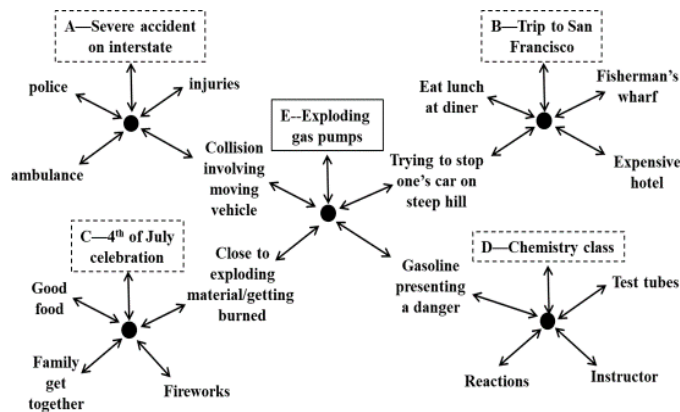 A—Severe accident
on interstate
police
injuries
ambulance
Collision
involving
moving
vehicle
E--Exploding
gas pumps
B—Trip to San
Francisco
Eat lunch
at diner
Fisherman's
wharf
Trying to stop
one's car on
steep hill
Expensive
hotel
C—4th of July
celebration
Good
food
Close to
exploding
material/getting
burned
Family
get
together
Fireworks
D—Chemistry class
Gasoline
presenting
a danger
Test tubes
Reactions
Instructor